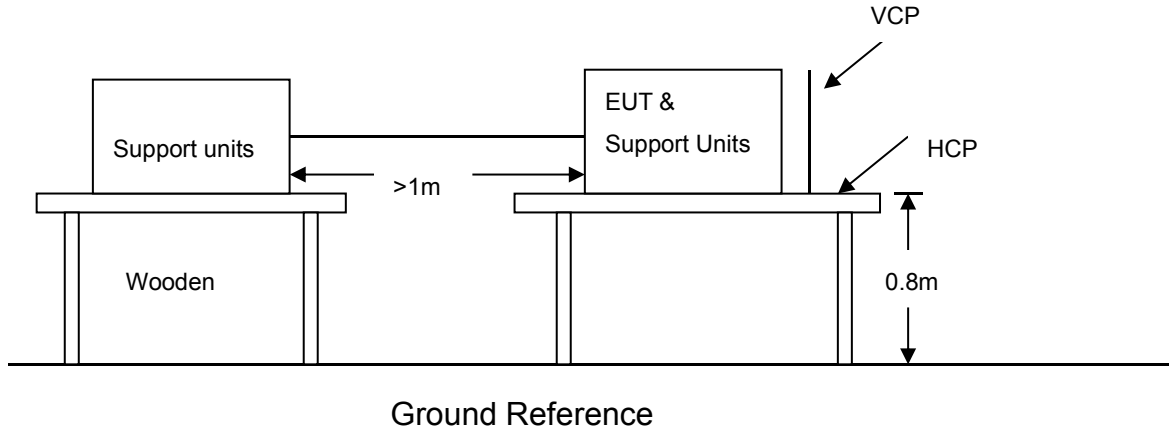 VCP
EUT &
Support Units
Support units
HCP
>1m
Wooden
0.8m
Ground Reference